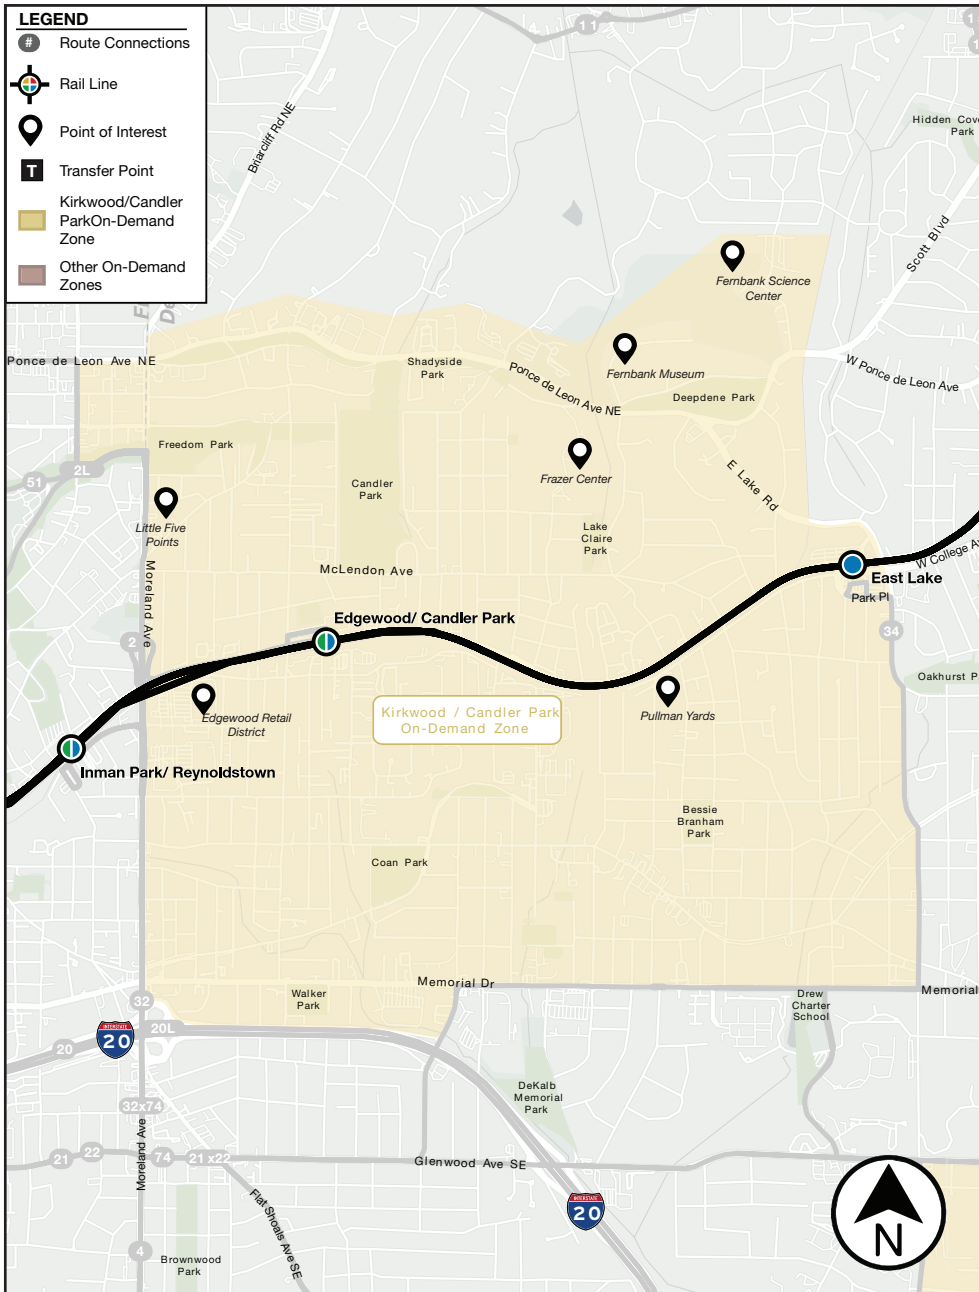 LEGEND
# Route Connections
Rail Line
Point of Interest
T Transfer Point
Kirkwood/Candler
ParkOn-Demand
Zone
Other On-Demand
Zones
11
Briarcliff Rd NE
Hidden Cove
Park
Scott Blvd
Fernbank Science
Center
Ponce de Leon Ave NE
Shadyside
Park
Ponce de Leon Ave NE
Fernbank Museum
W Ponce de Leon Ave
Deepdene Park
Freedom Park
2L
51
Candler
Park
Frazer Center
E Lake Rd
Little Five
Points
Lake
Claire
Park
Moreland Ave
McLendon Ave
W College Av
East Lake
Park Pl
Edgewood/ Candler Park
2
34
Oakhurst P
Edgewood Retail
District
Kirkwood / Candler Park
On-Demand Zone
Pullman Yards
Inman Park/ Reynoldstown
Bessie
Branham
Park
Coan Park
Memorial Dr
Memorial
Walker
Park
Drew
Charter
School
32
20L
INTERSTATE
20
20
DeKalb
Memorial
Park
32x74
Moreland Ave
21
22
74
21x22
Glenwood Ave SE
Flat Shoals Ave SE
INTERSTATE
20
4
Brownwood
Park
N